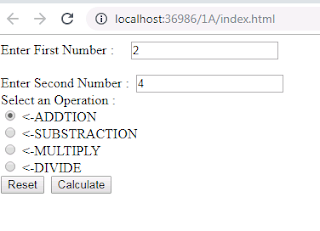 localhost:36986/1A/index.html
Enter First Number : 2
Enter Second Number : 4
Select an Operation :
<-ADDTION
<-SUBSTRACTION
<-MULTIPLY
<-DIVIDE
Reset Calculate